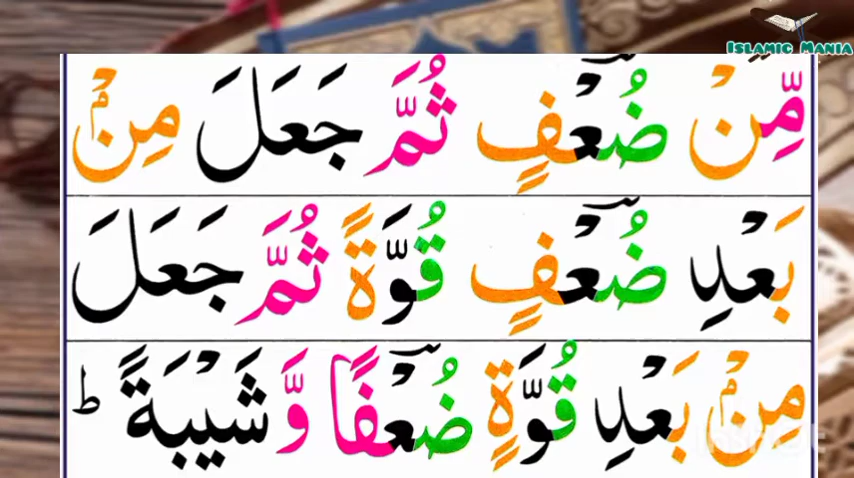 ISLAMIC MANIA
مِّنْ ضُعْفٍ ثُمَّ جَعَلَ مِنْۢ
بَعْدِ ضُعْفٍ قُوَّةً ثُمَّ جَعَلَ
مِنْۢ بَعْدِ قُوَّةٍ ضُعْفًا وَّ شَيْبَةً ؕ